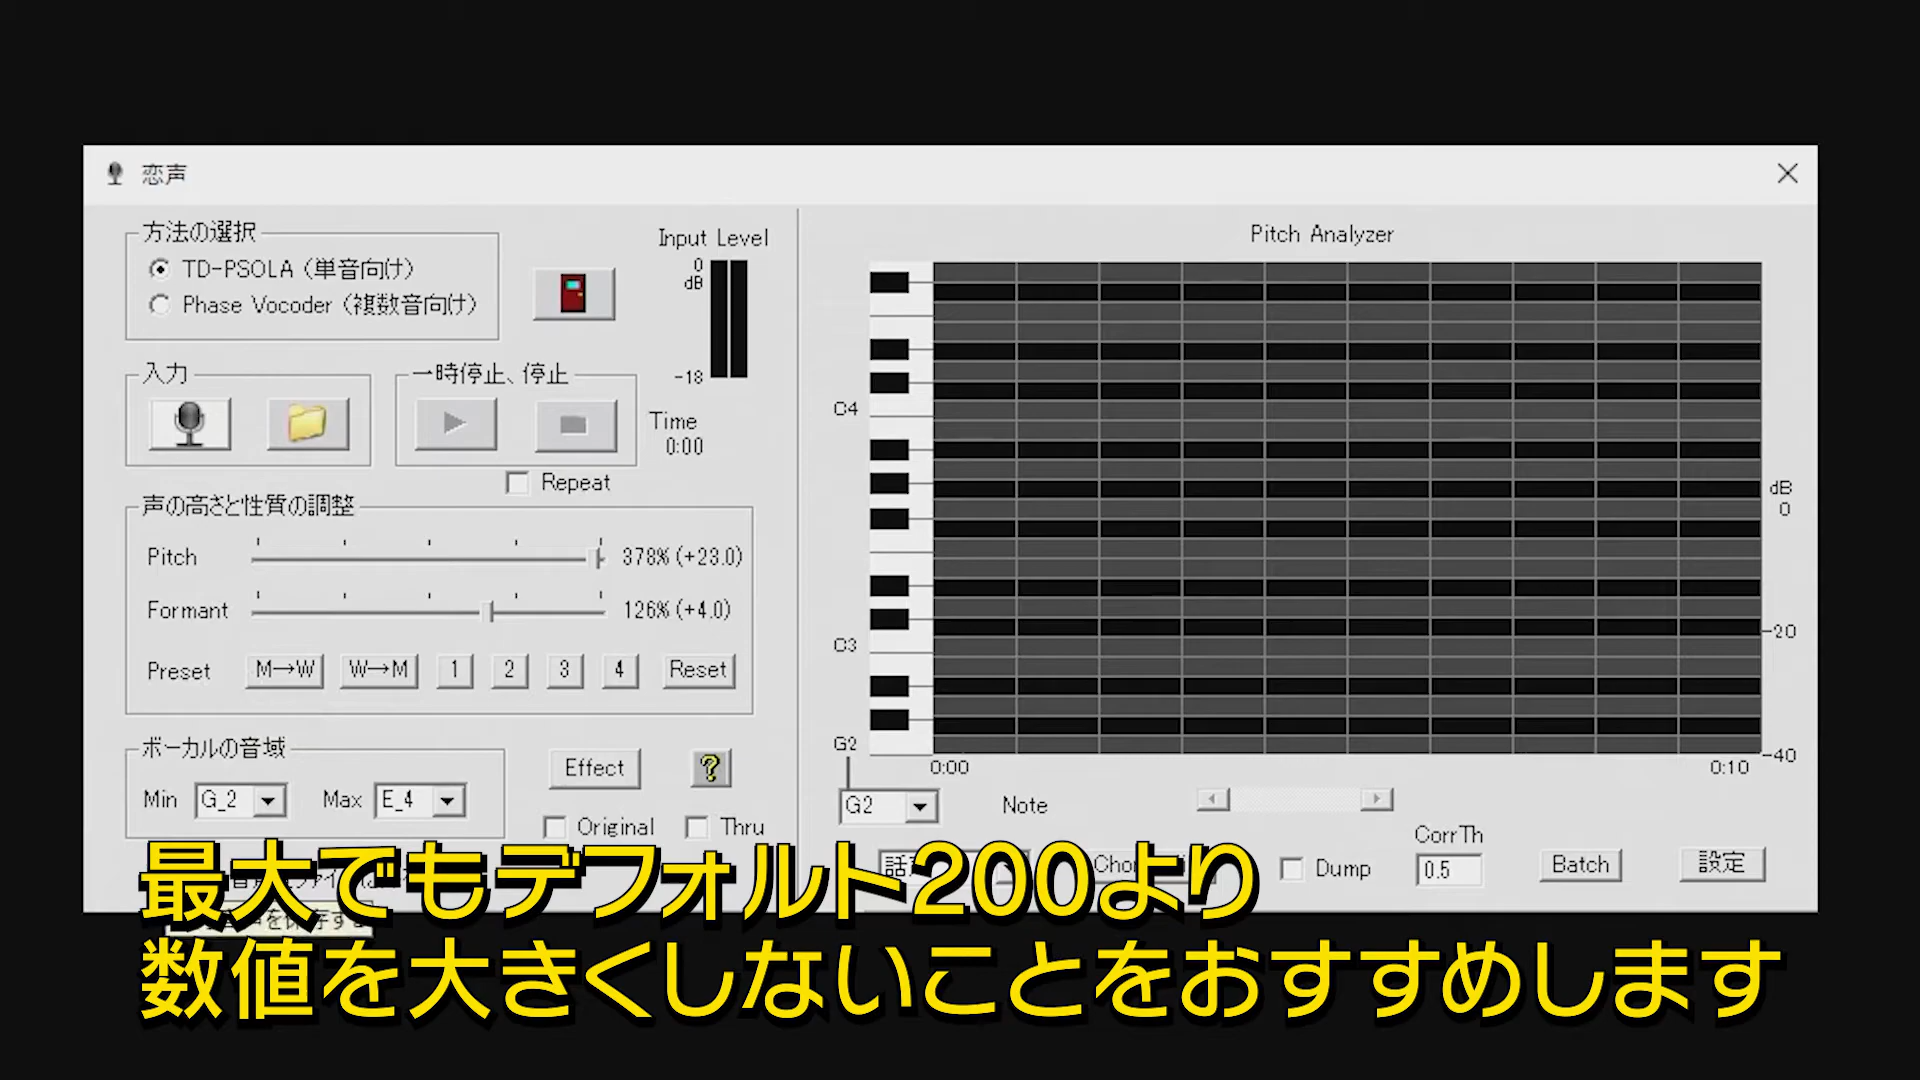 恋声
方法の選択
TD-PSOLA (単音向け)
Phase Vocoder (複数音向け)
Input Level
0
dB
-18
入力
一時停止、停止
Time
0:00
Repeat
声の高さと性質の調整
Pitch 378% (+23.0)
Formant 126% (+4.0)
Preset M→W W→M 1 2 3 4 Reset
ボーカルの音域
Min G_2 Max E_4
Effect
?
Original Thru
Pitch Analyzer
C4
C3
G2
dB
0
-20
-40
0:00 0:10
G2 Note
Dump
CorrTh
0.5
Batch 設定
最大でもデフォルト200より
数値を大きくしないことをおすすめします